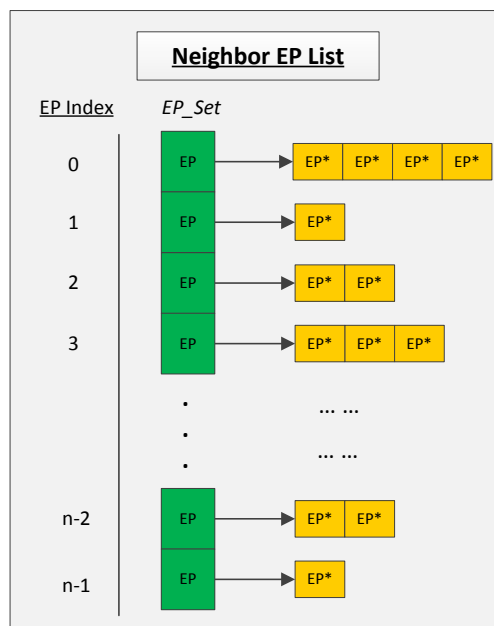 Neighbor EP List
EP Index EP_Set
0 EP EP* EP* EP* EP*
1 EP EP*
2 EP EP* EP*
3 EP EP* EP* EP*
. ... ...
.
. ... ...
n-2 EP EP* EP*
n-1 EP EP*